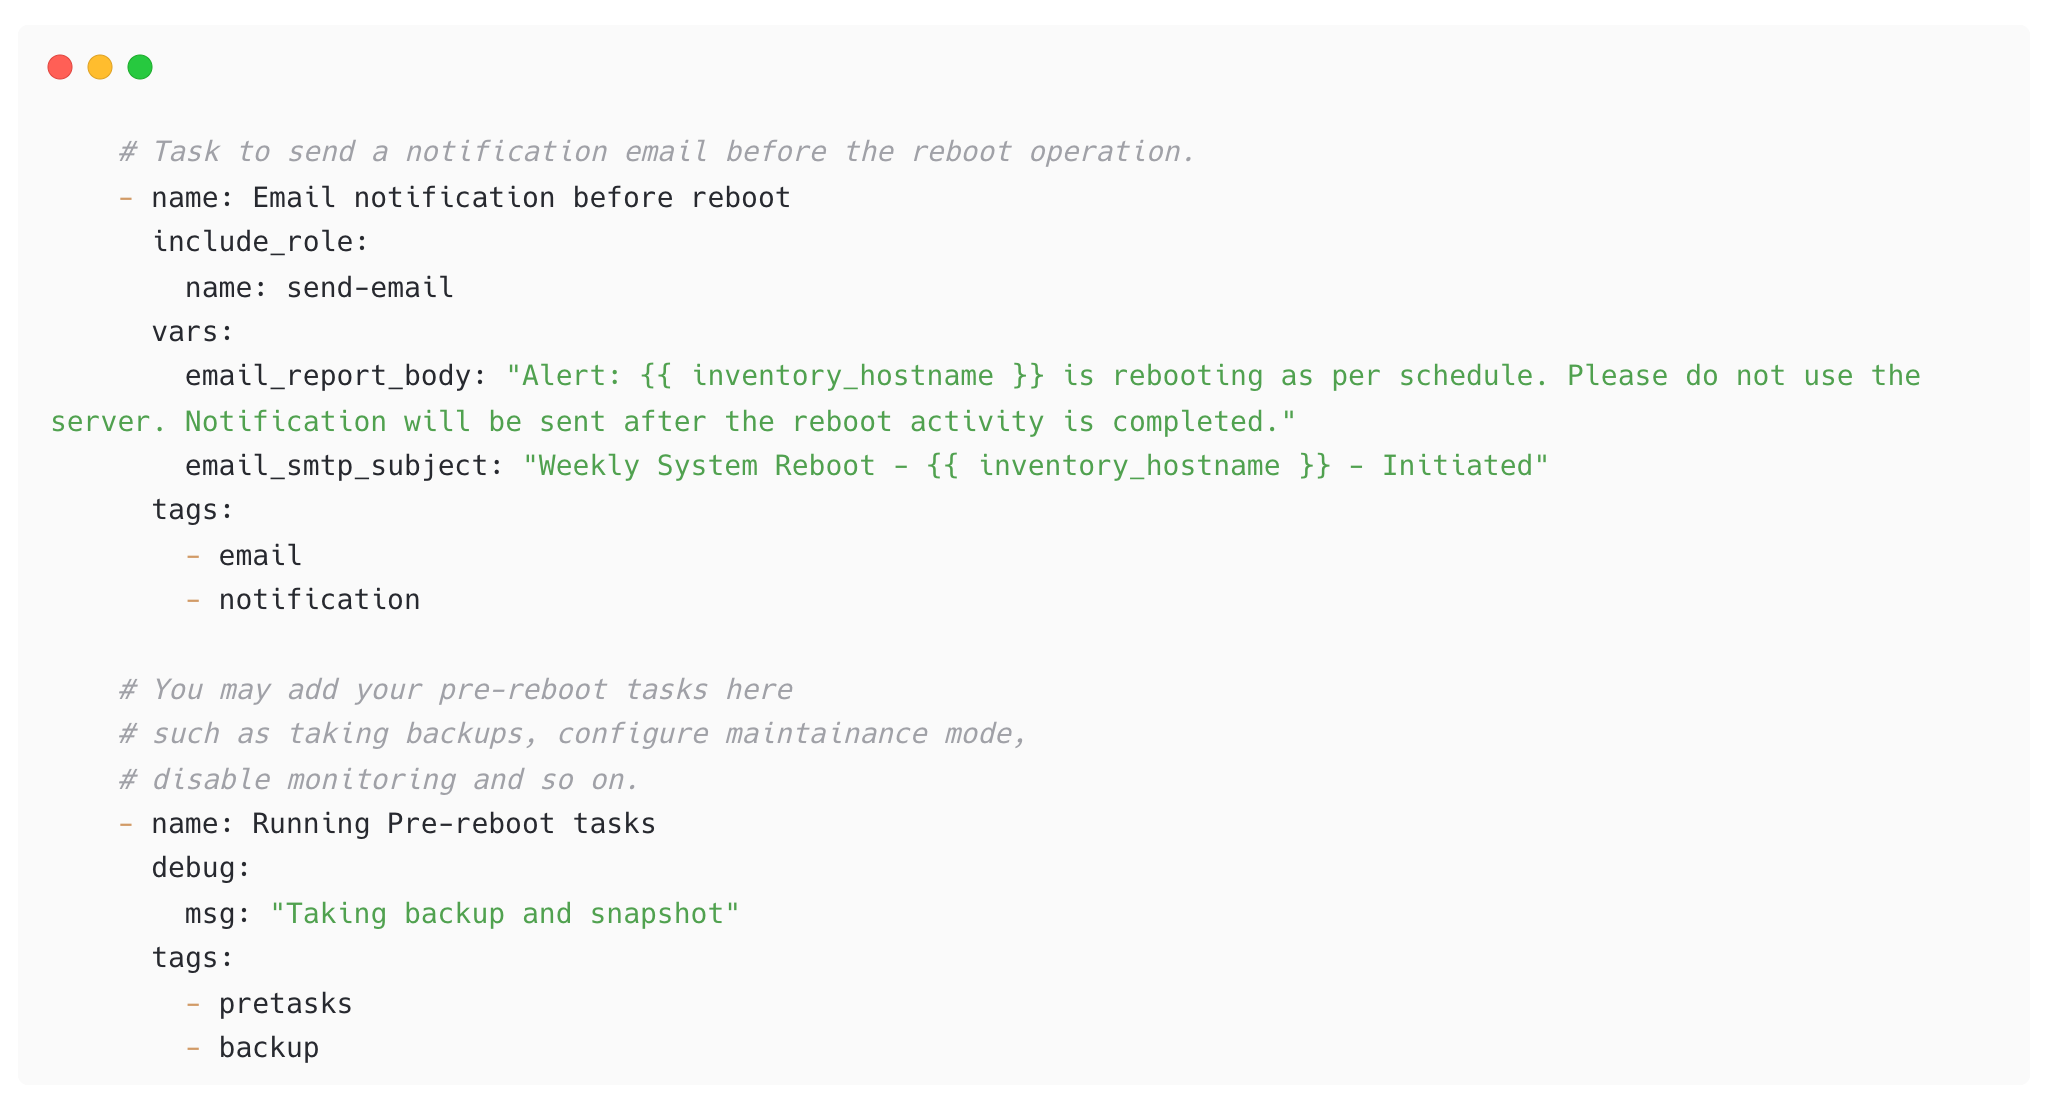 # Task to send a notification email before the reboot operation.
- name: Email notification before reboot
include_role:
name: send-email
vars:
email_report_body: "Alert: {{ inventory_hostname }} is rebooting as per schedule. Please do not use the
server. Notification will be sent after the reboot activity is completed."
email_smtp_subject: "Weekly System Reboot - {{ inventory_hostname }} - Initiated"
tags:
- email
- notification
# You may add your pre-reboot tasks here
# such as taking backups, configure maintainance mode,
# disable monitoring and so on.
- name: Running Pre-reboot tasks
debug:
msg: "Taking backup and snapshot"
tags:
- pretasks
- backup